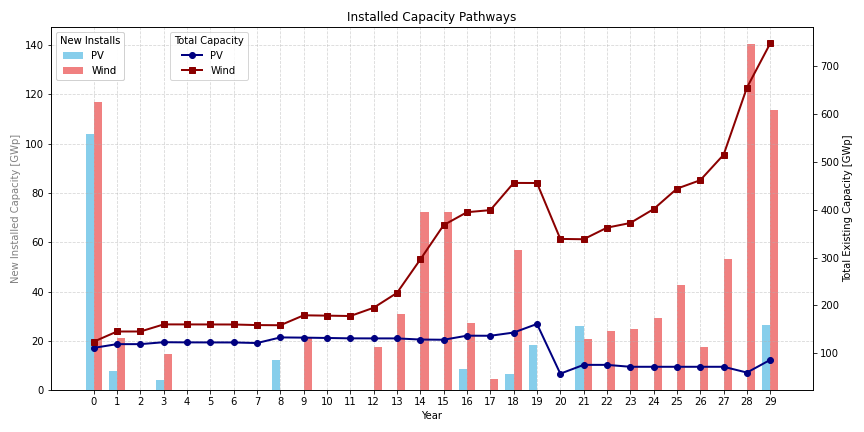 Installed Capacity Pathways
New Installs
PV
Wind
Total Capacity
PV
Wind
New Installed Capacity [GWp]
140
120
100
80
60
40
20
0
Total Existing Capacity [GWp]
700
600
500
400
300
200
100
0 1 2 3 4 5 6 7 8 9 10 11 12 13 14 15 16 17 18 19 20 21 22 23 24 25 26 27 28 29
Year